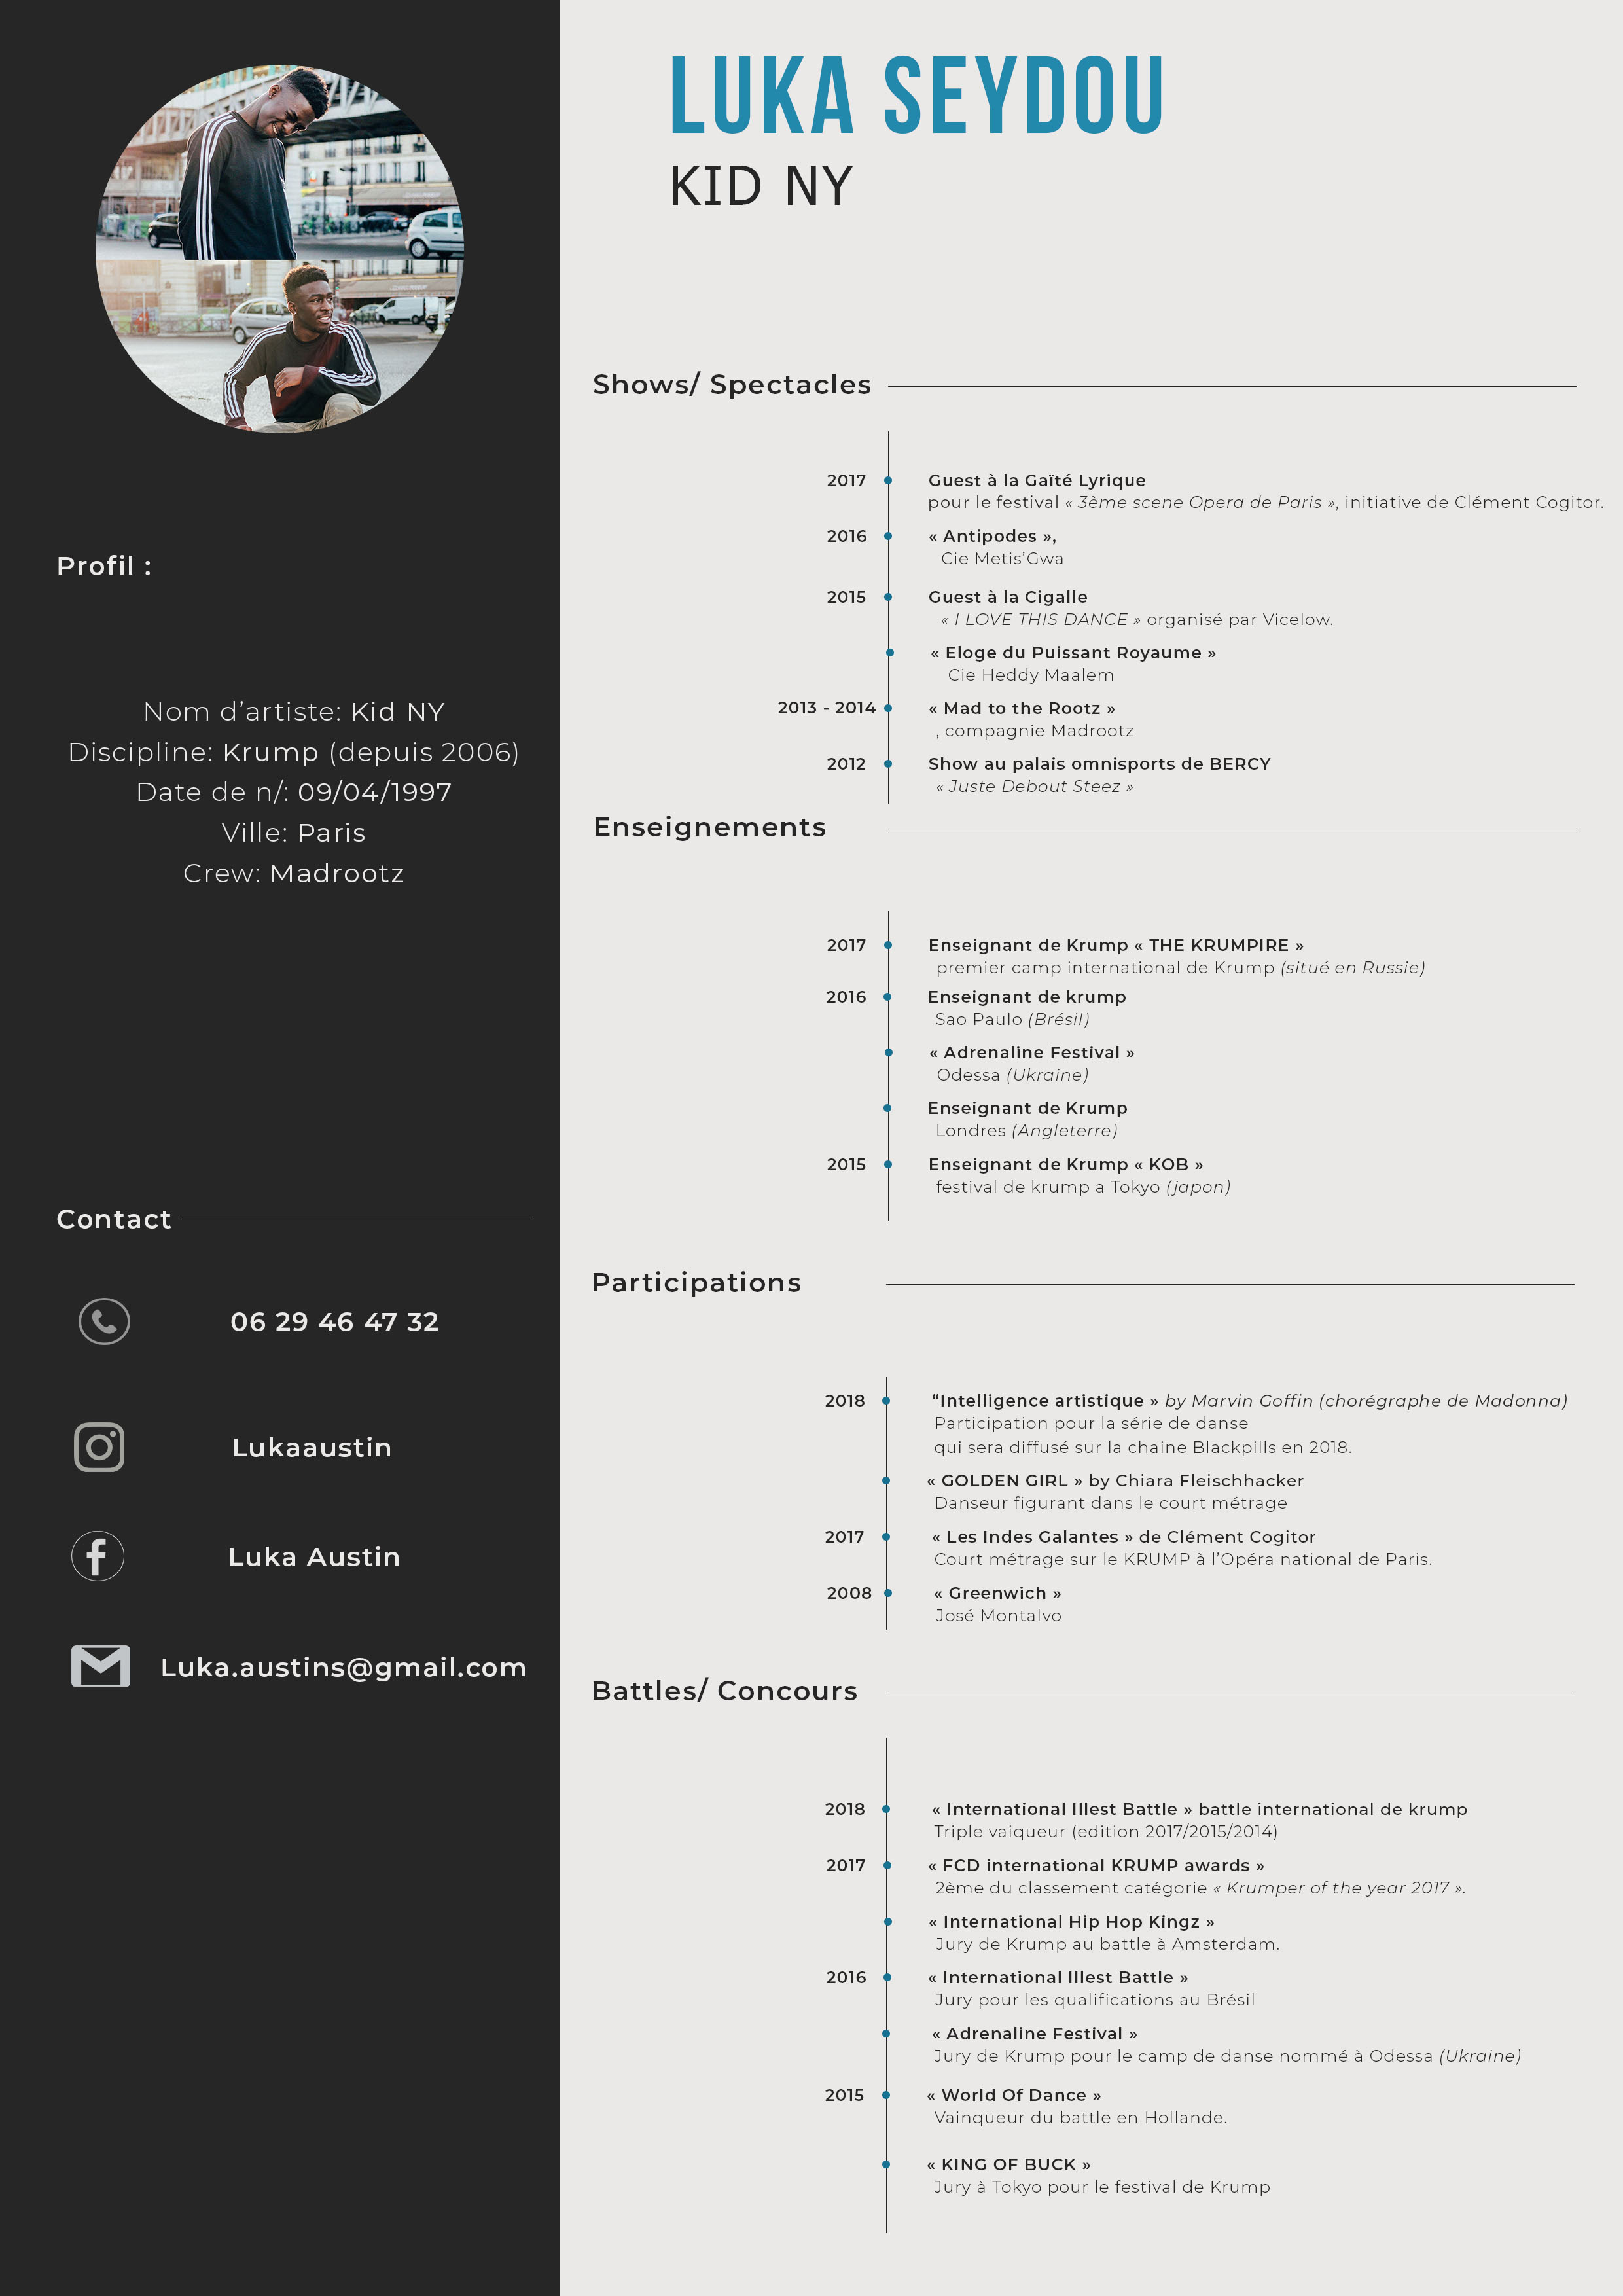 LUKA SEYDOU
KID NY
Profil :
Nom d’artiste: Kid NY
Discipline: Krump (depuis 2006)
Date de n/: 09/04/1997
Ville: Paris
Crew: Madrootz
Contact
06 29 46 47 32
Lukaaustin
Luka Austin
Luka.austins@gmail.com
Shows/ Spectacles
2017 Guest à la Gaïté Lyrique
pour le festival « 3ème scene Opera de Paris », initiative de Clément Cogitor.
2016 « Antipodes »,
Cie Metis’Gwa
2015 Guest à la Cigalle
« I LOVE THIS DANCE » organisé par Vicelow.
« Eloge du Puissant Royaume »
Cie Heddy Maalem
2013 - 2014 « Mad to the Rootz »
, compagnie Madrootz
2012 Show au palais omnisports de BERCY
« Juste Debout Steez »
Enseignements
2017 Enseignant de Krump « THE KRUMPIRE »
premier camp international de Krump (situé en Russie)
2016 Enseignant de krump
Sao Paulo (Brésil)
« Adrenaline Festival »
Odessa (Ukraine)
Enseignant de Krump
Londres (Angleterre)
2015 Enseignant de Krump « KOB »
festival de krump a Tokyo (japon)
Participations
2018 “Intelligence artistique » by Marvin Goffin (chorégraphe de Madonna)
Participation pour la série de danse
qui sera diffusé sur la chaine Blackpills en 2018.
« GOLDEN GIRL » by Chiara Fleischhacker
Danseur figurant dans le court métrage
2017 « Les Indes Galantes » de Clément Cogitor
Court métrage sur le KRUMP à l’Opéra national de Paris.
2008 « Greenwich »
José Montalvo
Battles/ Concours
2018 « International Illest Battle » battle international de krump
Triple vaiqueur (edition 2017/2015/2014)
2017 « FCD international KRUMP awards »
2ème du classement catégorie « Krumper of the year 2017 ».
« International Hip Hop Kingz »
Jury de Krump au battle à Amsterdam.
2016 « International Illest Battle »
Jury pour les qualifications au Brésil
« Adrenaline Festival »
Jury de Krump pour le camp de danse nommé à Odessa (Ukraine)
2015 « World Of Dance »
Vainqueur du battle en Hollande.
« KING OF BUCK »
Jury à Tokyo pour le festival de Krump